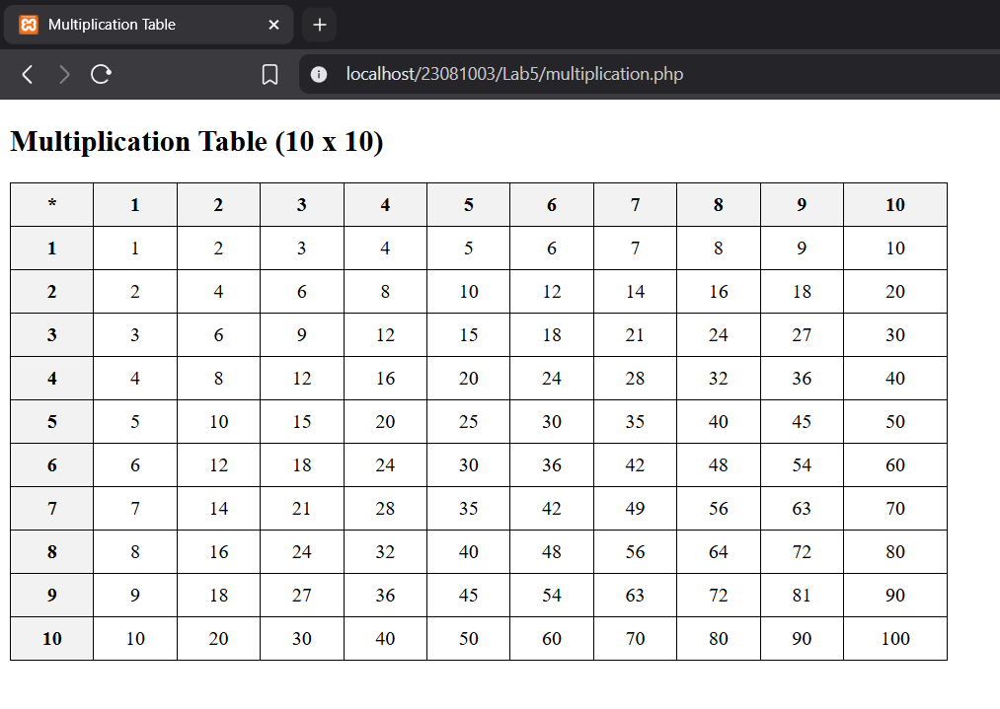 Multiplication Table
localhost/23081003/Lab5/multiplication.php
Multiplication Table (10 x 10)
* 1 2 3 4 5 6 7 8 9 10
1 1 2 3 4 5 6 7 8 9 10
2 2 4 6 8 10 12 14 16 18 20
3 3 6 9 12 15 18 21 24 27 30
4 4 8 12 16 20 24 28 32 36 40
5 5 10 15 20 25 30 35 40 45 50
6 6 12 18 24 30 36 42 48 54 60
7 7 14 21 28 35 42 49 56 63 70
8 8 16 24 32 40 48 56 64 72 80
9 9 18 27 36 45 54 63 72 81 90
10 10 20 30 40 50 60 70 80 90 100